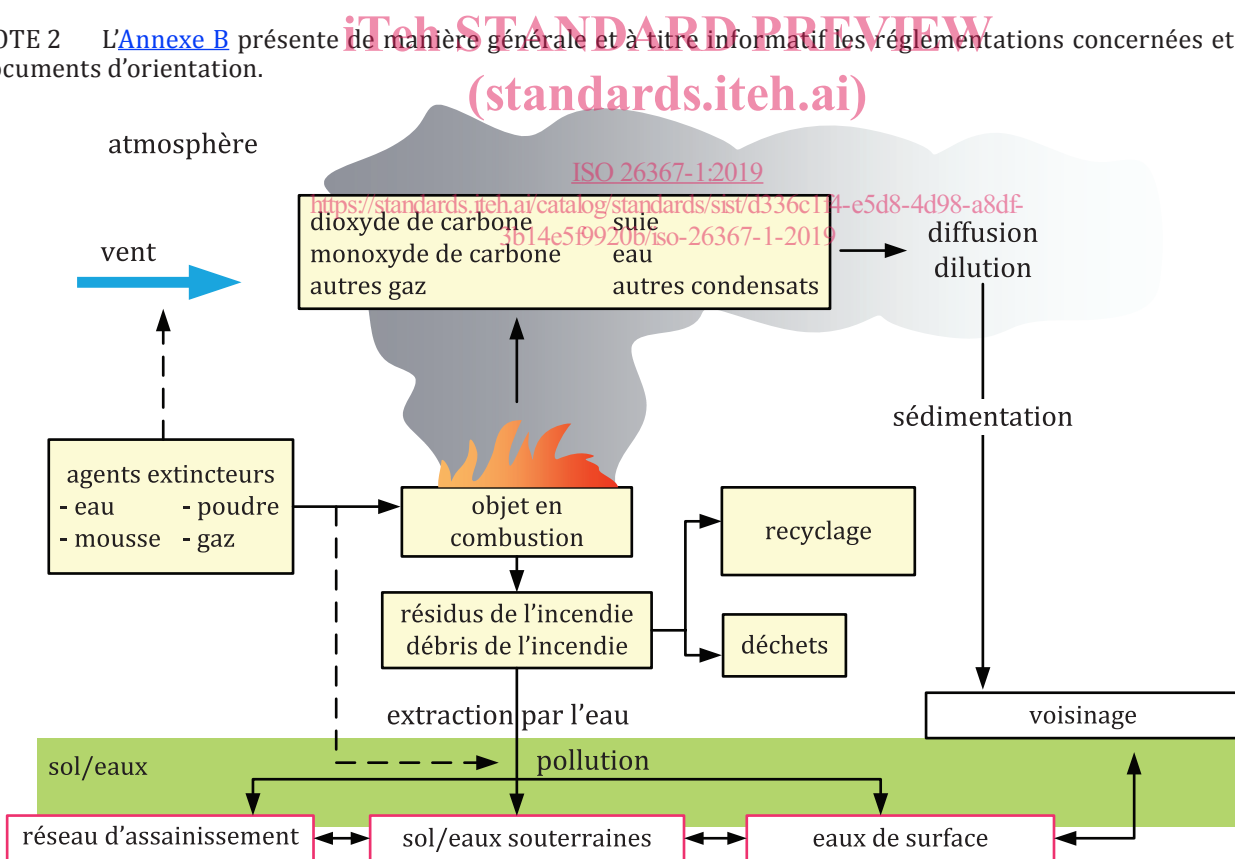 OTE 2 L'Annexe B présente de manière générale et à titre informatif les réglementations concernées et
ocuments d'orientation.
iTeh STANDARD PREVIEW
(standards.iteh.ai)
ISO 26367-1:2019
https://standards.iteh.ai/catalog/standards/sist/d336c1f4-e5d8-4d98-a8df-
3b14e5f9920b/iso-26367-1-2019
atmosphère
vent
dioxyde de carbone suie
monoxyde de carbone eau
autres gaz autres condensats
diffusion
dilution
sédimentation
agents extincteurs
- eau - poudre
- mousse - gaz
objet en
combustion
recyclage
résidus de l'incendie
débris de l'incendie
déchets
extraction par l'eau
voisinage
sol/eaux
pollution
réseau d'assainissement
sol/eaux souterraines
eaux de surface